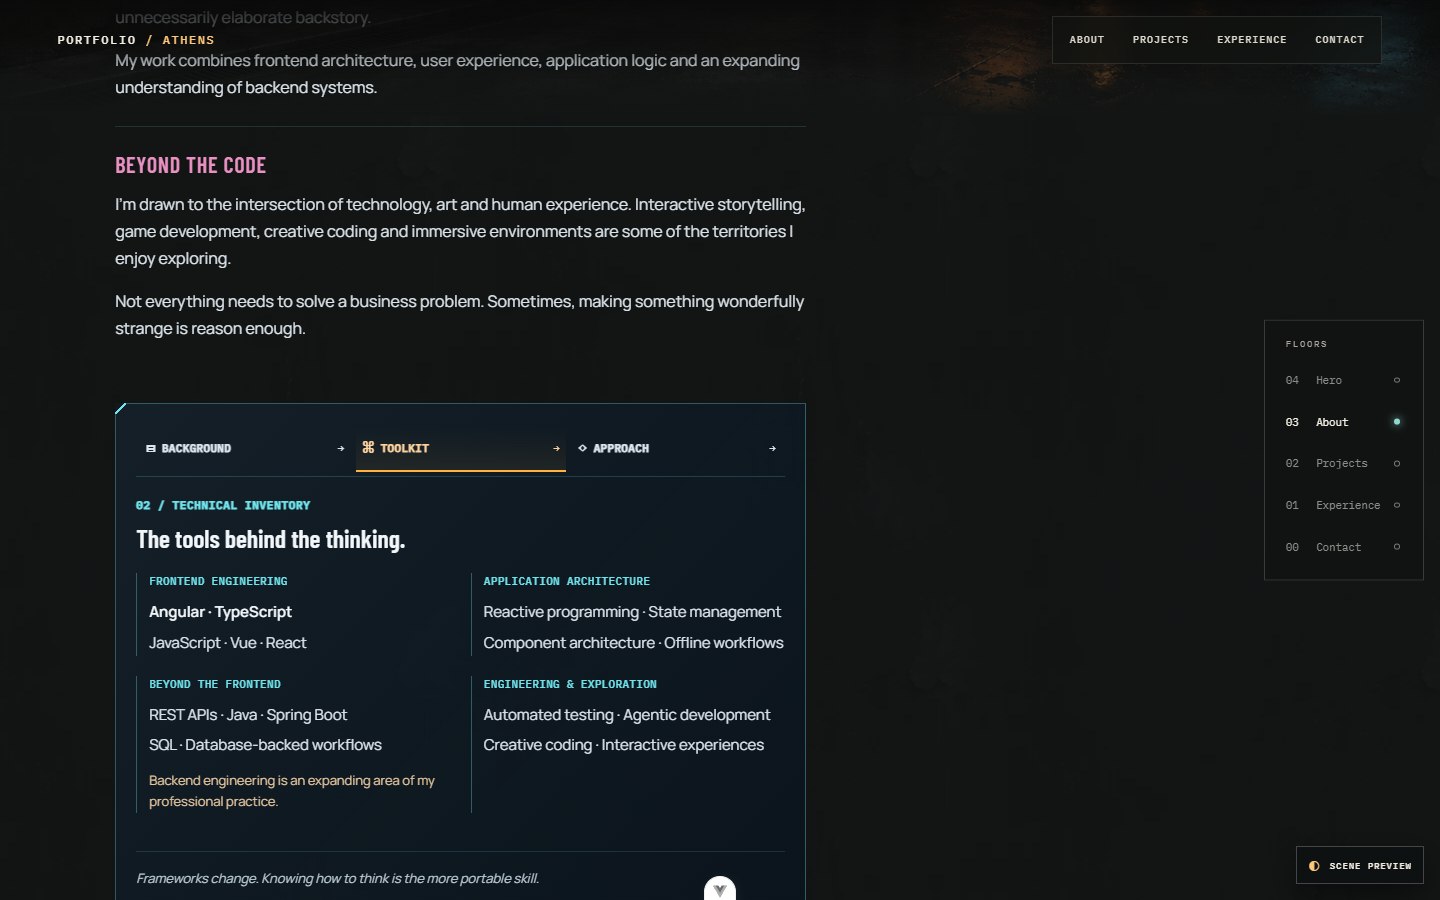 unnecessarily elaborate backstory.
PORTFOLIO / ATHENS
ABOUT PROJECTS EXPERIENCE CONTACT
My work combines frontend architecture, user experience, application logic and an expanding
understanding of backend systems.
BEYOND THE CODE
I'm drawn to the intersection of technology, art and human experience. Interactive storytelling,
game development, creative coding and immersive environments are some of the territories I
enjoy exploring.
Not everything needs to solve a business problem. Sometimes, making something wonderfully
strange is reason enough.
FLOORS
04 Hero
03 About
02 Projects
01 Experience
00 Contact
BACKGROUND → ⌘ TOOLKIT → ◇ APPROACH →
02 / TECHNICAL INVENTORY
The tools behind the thinking.
FRONTEND ENGINEERING
Angular · TypeScript
JavaScript · Vue · React
APPLICATION ARCHITECTURE
Reactive programming · State management
Component architecture · Offline workflows
BEYOND THE FRONTEND
REST APIs · Java · Spring Boot
SQL · Database-backed workflows
Backend engineering is an expanding area of my
professional practice.
ENGINEERING & EXPLORATION
Automated testing · Agentic development
Creative coding · Interactive experiences
Frameworks change. Knowing how to think is the more portable skill.
SCENE PREVIEW